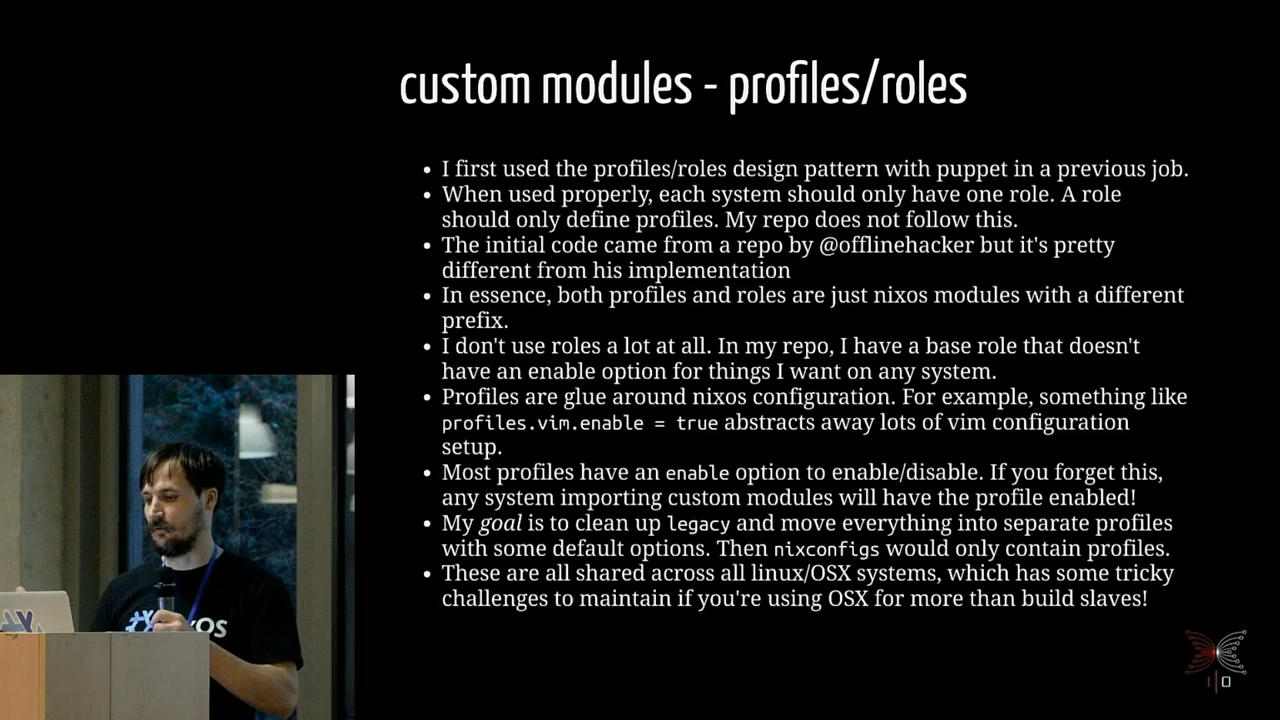 custom modules - profiles/roles
• I first used the profiles/roles design pattern with puppet in a previous job.
• When used properly, each system should only have one role. A role
should only define profiles. My repo does not follow this.
• The initial code came from a repo by @offlinehacker but it's pretty
different from his implementation
• In essence, both profiles and roles are just nixos modules with a different
prefix.
• I don't use roles a lot at all. In my repo, I have a base role that doesn't
have an enable option for things I want on any system.
• Profiles are glue around nixos configuration. For example, something like
profiles.vim.enable = true abstracts away lots of vim configuration
setup.
• Most profiles have an enable option to enable/disable. If you forget this,
any system importing custom modules will have the profile enabled!
• My goal is to clean up legacy and move everything into separate profiles
with some default options. Then nixconfigs would only contain profiles.
• These are all shared across all linux/OSX systems, which has some tricky
challenges to maintain if you're using OSX for more than build slaves!
OS
I|O